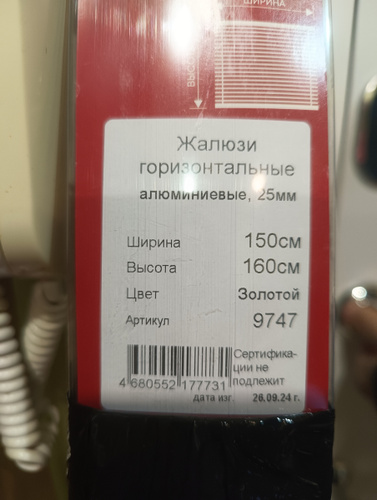 ШИРИНА
Жалюзи
горизонтальные
алюминиевые, 25мм
Ширина 150см
Высота 160см
Цвет Золотой
Артикул 9747
Сертифика-
ции не
подлежит
4 680552 177731
дата изг. 26.09.24 г.